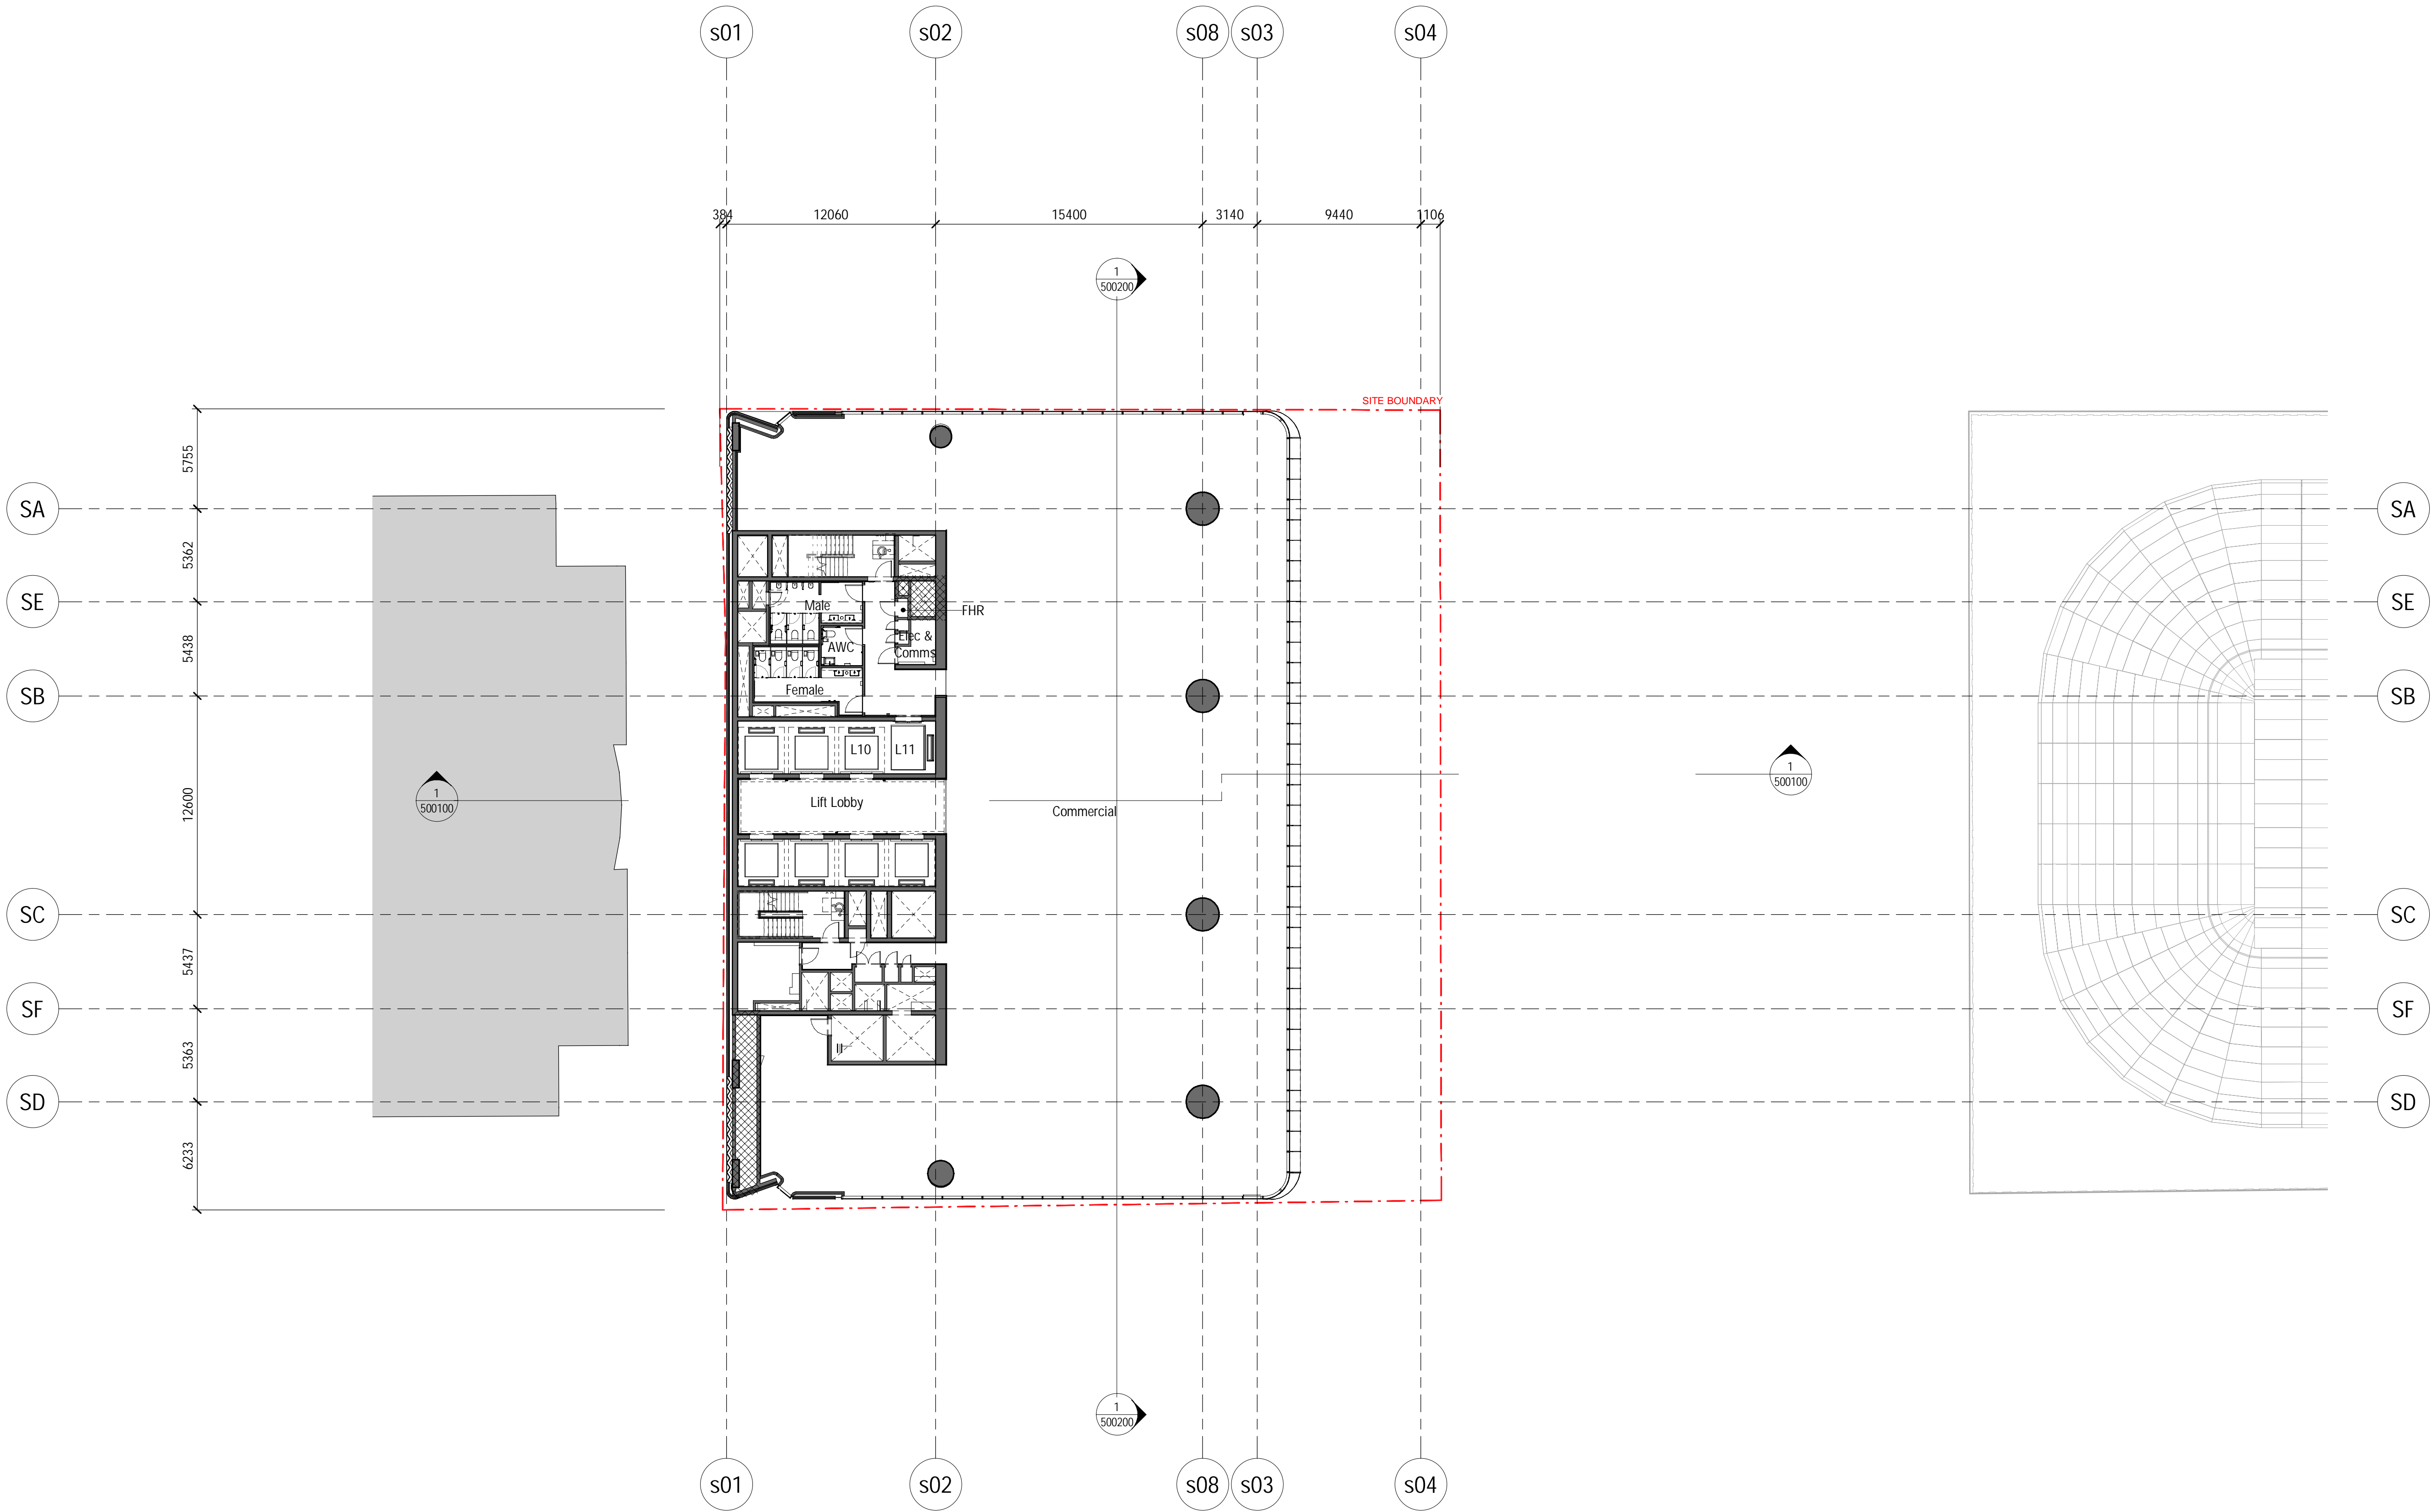 s01 s02 s08 s03 s04
384 12060 15400 3140 9440 1106
1
500200
SITE BOUNDARY
5755
SA SA
5362
SE SE
Male
FHR
5438
Elec &
AWC
Comms
SB SB
Female
L10 L11
1
500100
1
500100
12600
Lift Lobby
Commercial
SC SC
5437
SF SF
5363
SD SD
6233
1
500200
s01 s02 s08 s03 s04